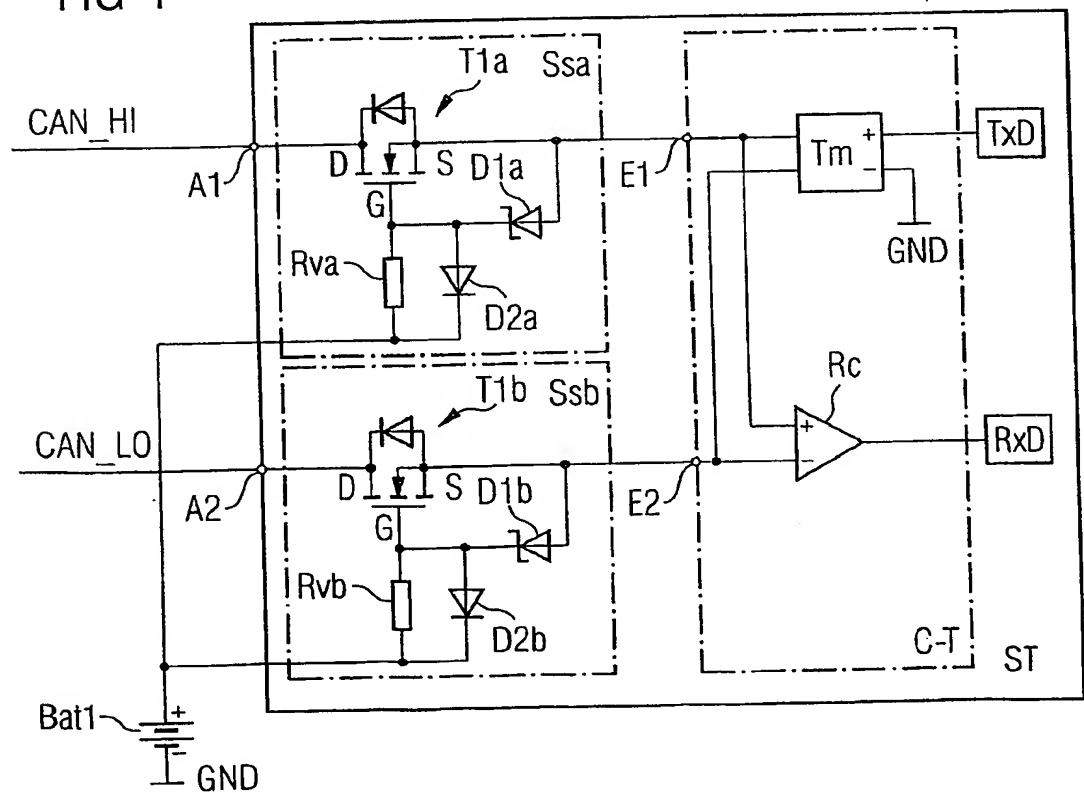 T1a Ssa
CAN_HI
A1
D S D1a
G
Rva
D2a
E1
Tm + −
TxD
GND
T1b Ssb
CAN_LO
A2
D S D1b
G
Rvb
D2b
E2
Rc
+
−
RxD
C-T
ST
Bat1
+
−
GND